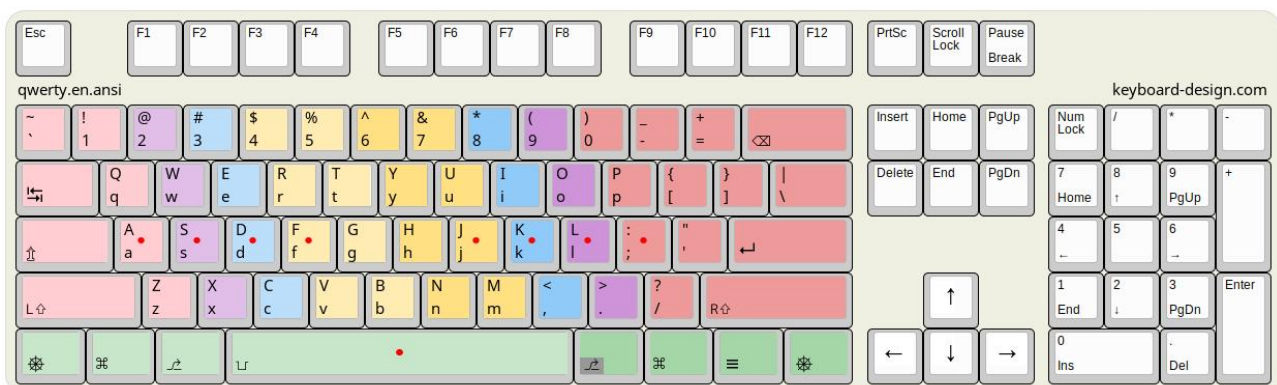 Esc F1 F2 F3 F4 F5 F6 F7 F8 F9 F10 F11 F12 PrtSc Scroll Lock Pause Break
qwerty.en.ansi keyboard-design.com
~ ! @ # $ % ^ & * ( ) _ + Insert Home PgUp Num Lock / * -
` 1 2 3 4 5 6 7 8 9 0 - = ⌫
Q W E R T Y U I O P { } | Delete End PgDn 7 8 9 +
↹ q w e r t y u i o p [ ] \ Home ↑ PgUp
A S D F G H J K L : " 4 5 6
⇪ a s d f g h j k l ; ' ↵ ← →
Z X C V B N M < > ? ↑ 1 2 3 Enter
L⇧ z x c v b n m , . / R⇧ End ↓ PgDn
⎈ ⌘ ⎇ ⎎ ⎇ ⌘ ≡ ⎈ ← ↓ → 0 .
Ins Del